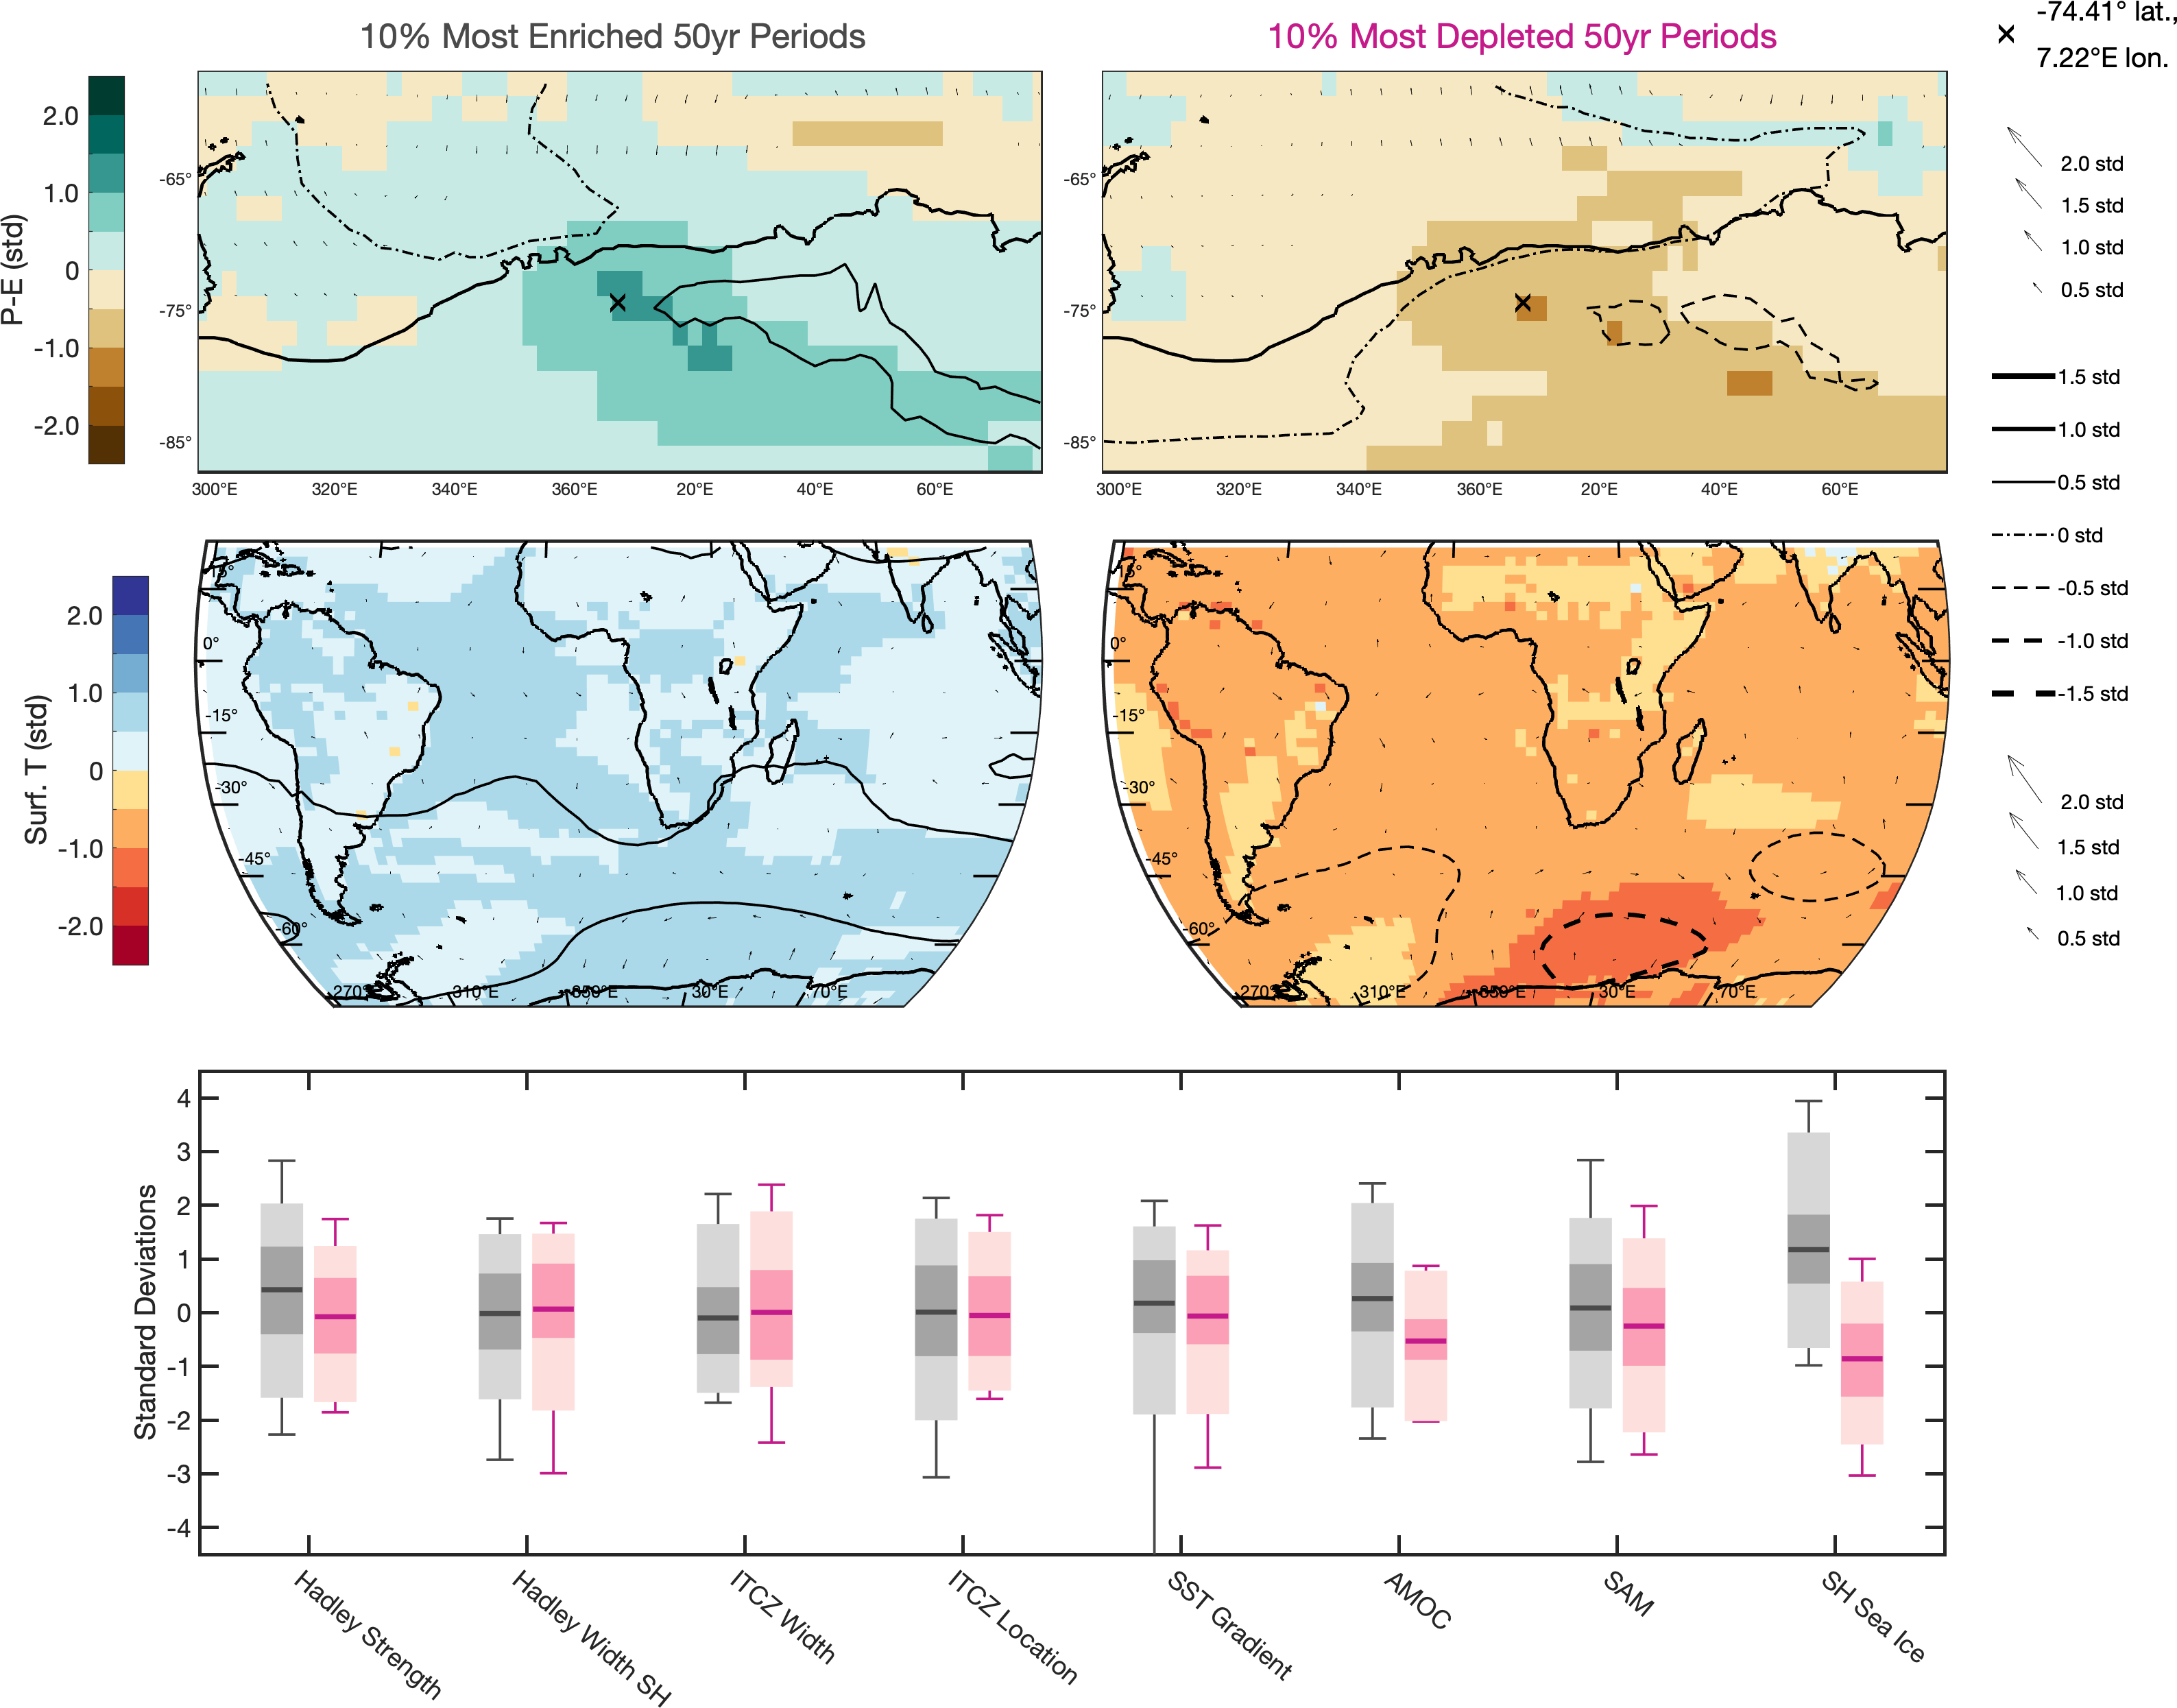 10% Most Enriched 50yr Periods
10% Most Depleted 50yr Periods
-74.41° lat.,
7.22°E lon.
P-E (std)
2.0
1.0
0
-1.0
-2.0
-65°
-75°
-85°
300°E 320°E 340°E 360°E 20°E 40°E 60°E
-65°
-75°
-85°
300°E 320°E 340°E 360°E 20°E 40°E 60°E
2.0 std
1.5 std
1.0 std
0.5 std
1.5 std
1.0 std
0.5 std
0 std
-0.5 std
-1.0 std
-1.5 std
Surf. T (std)
2.0
1.0
0
-1.0
-2.0
15°
0°
-15°
-30°
-45°
-60°
270° 310°E 350°E 30°E 70°E
15°
0°
-15°
-30°
-45°
-60°
270° 310°E 350°E 30°E 70°E
2.0 std
1.5 std
1.0 std
0.5 std
Standard Deviations
4
3
2
1
0
-1
-2
-3
-4
Hadley Strength
Hadley Width SH
ITCZ Width
ITCZ Location
SST Gradient
AMOC
SAM
SH Sea Ice